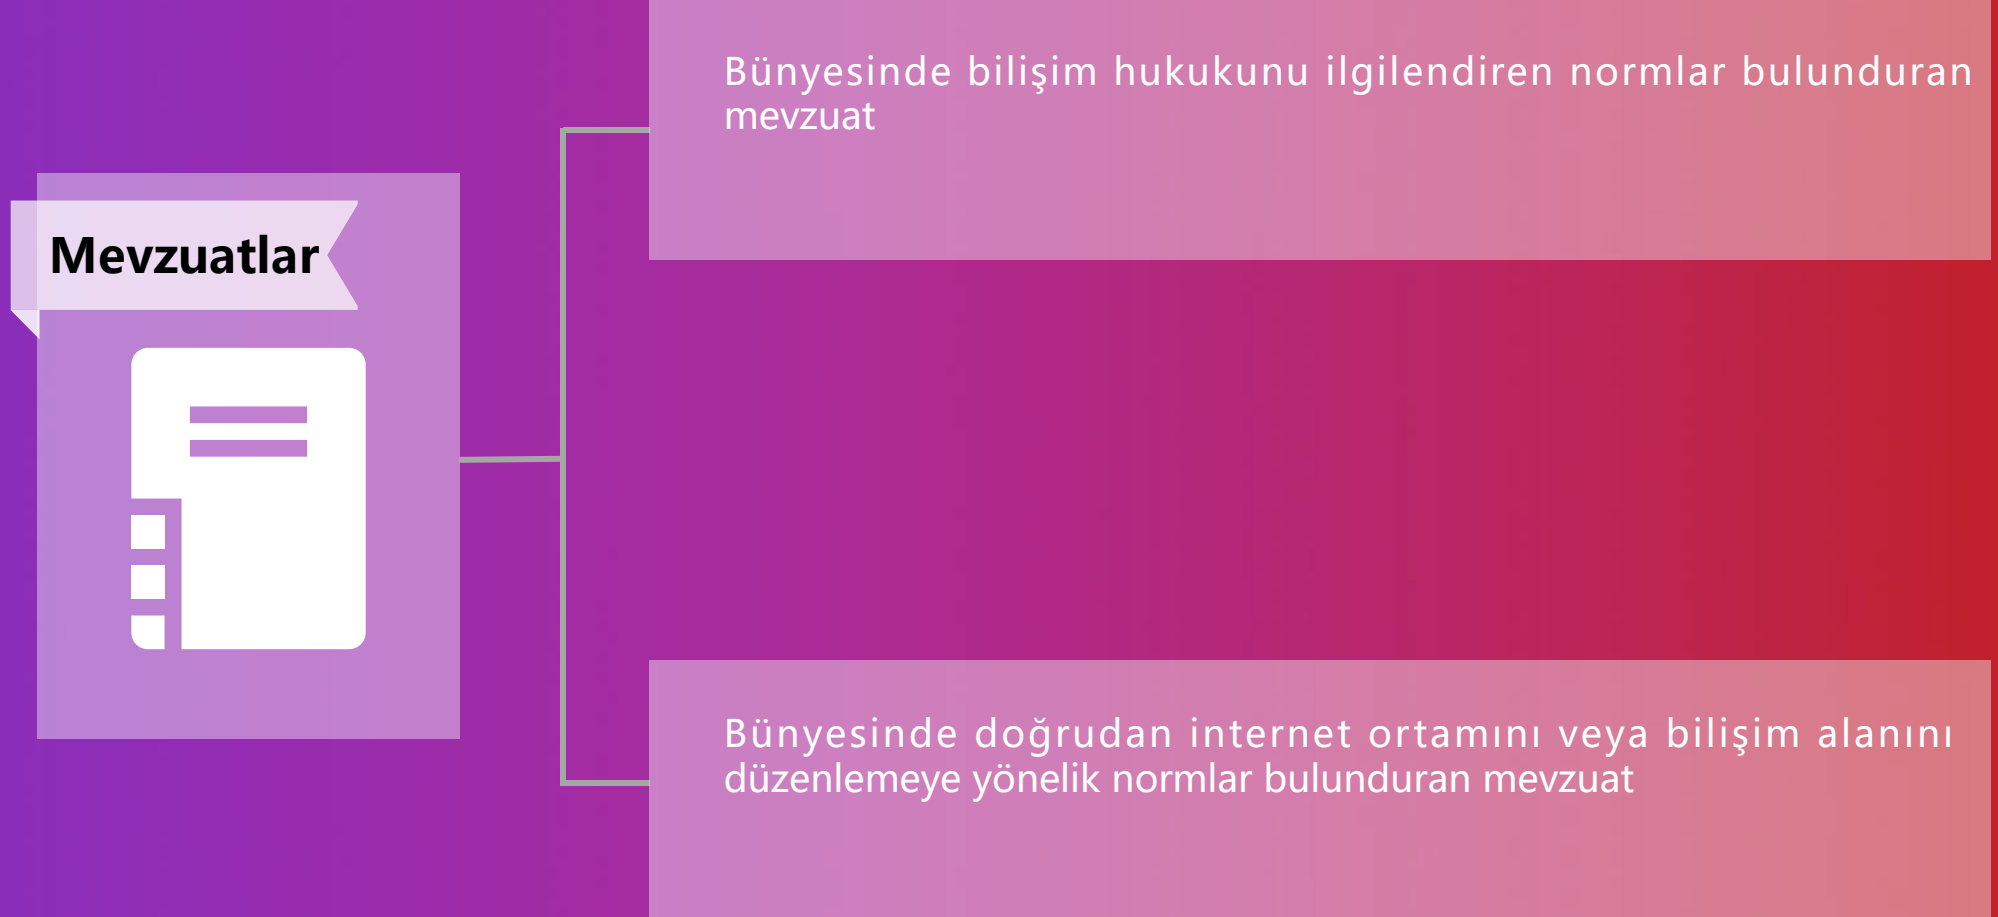 Bünyesinde bilişim hukukunu ilgilendiren normlar bulunduran
mevzuat
Mevzuatlar
Bünyesinde doğrudan internet ortamını veya bilişim alanını
düzenlemeye yönelik normlar bulunduran mevzuat